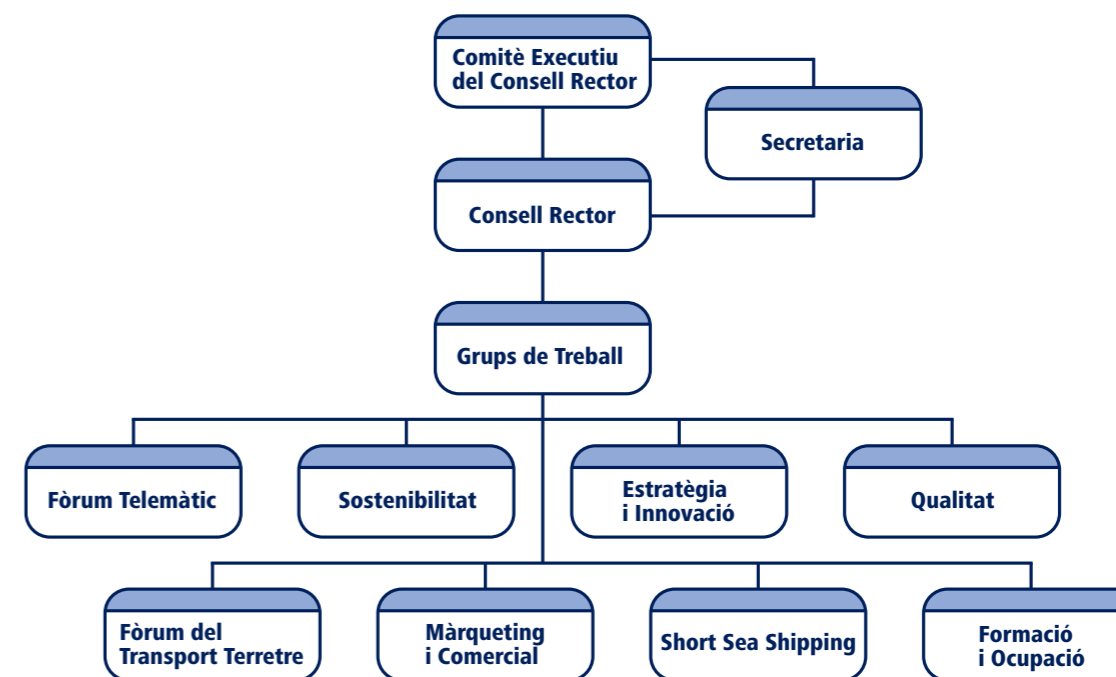 Comitè Executiu
del Consell Rector
Secretaria
Consell Rector
Grups de Treball
Fòrum Telemàtic
Sostenibilitat
Estratègia
i Innovació
Qualitat
Fòrum del
Transport Terretre
Màrqueting
i Comercial
Short Sea Shipping
Formació
i Ocupació